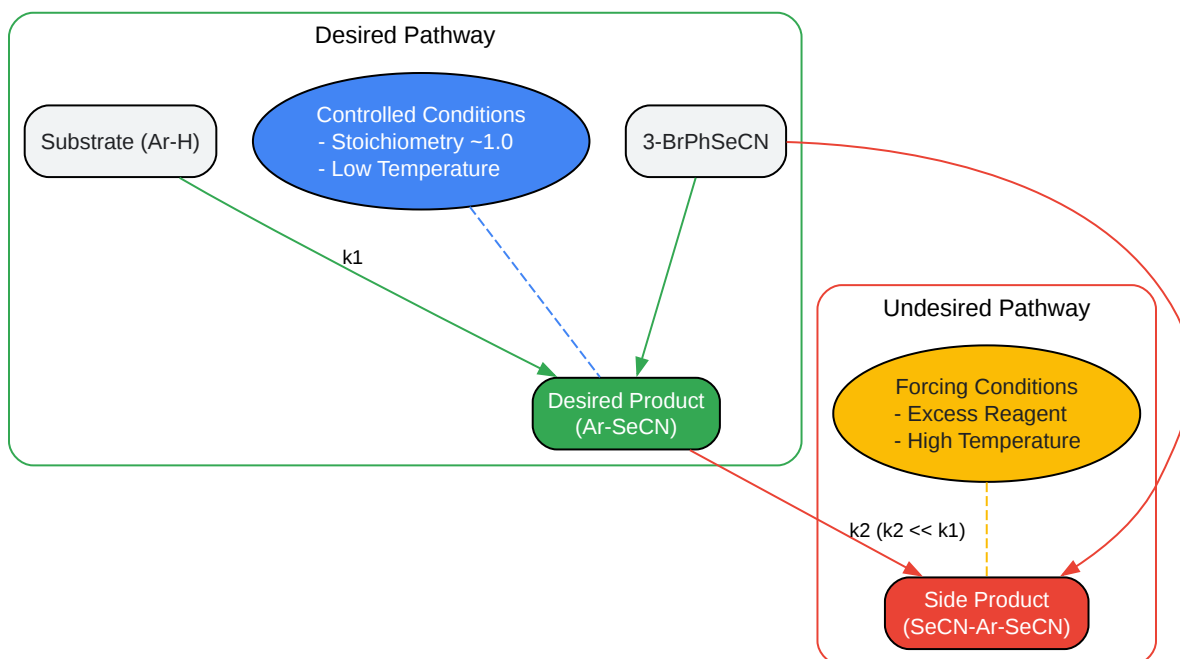 Desired Pathway
Substrate (Ar-H)
Controlled Conditions
- Stoichiometry ~1.0
- Low Temperature
3-BrPhSeCN
k1
Desired Product
(Ar-SeCN)
Undesired Pathway
Forcing Conditions
- Excess Reagent
- High Temperature
k2 (k2 << k1)
Side Product
(SeCN-Ar-SeCN)